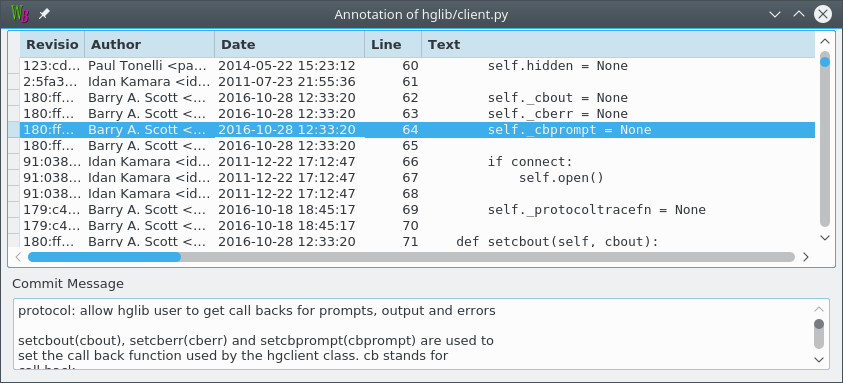 WB Annotation of hglib/client.py
Revisio Author Date Line Text
123:cd... Paul Tonelli <pa... 2014-05-22 15:23:12 60 self.hidden = None
2:5fa3... Idan Kamara <id... 2011-07-23 21:55:36 61
180:ff... Barry A. Scott <... 2016-10-28 12:33:20 62 self._cbout = None
180:ff... Barry A. Scott <... 2016-10-28 12:33:20 63 self._cberr = None
180:ff... Barry A. Scott <... 2016-10-28 12:33:20 64 self._cbprompt = None
180:ff... Barry A. Scott <... 2016-10-28 12:33:20 65
91:038... Idan Kamara <id... 2011-12-22 17:12:47 66 if connect:
91:038... Idan Kamara <id... 2011-12-22 17:12:47 67 self.open()
91:038... Idan Kamara <id... 2011-12-22 17:12:47 68
179:c4... Barry A. Scott <... 2016-10-18 18:45:17 69 self._protocoltracefn = None
179:c4... Barry A. Scott <... 2016-10-18 18:45:17 70
180:ff... Barry A. Scott <... 2016-10-28 12:33:20 71 def setcbout(self, cbout):
Commit Message
protocol: allow hglib user to get call backs for prompts, output and errors
setcbout(cbout), setcberr(cberr) and setcbprompt(cbprompt) are used to
set the call back function used by the hgclient class. cb stands for
call back